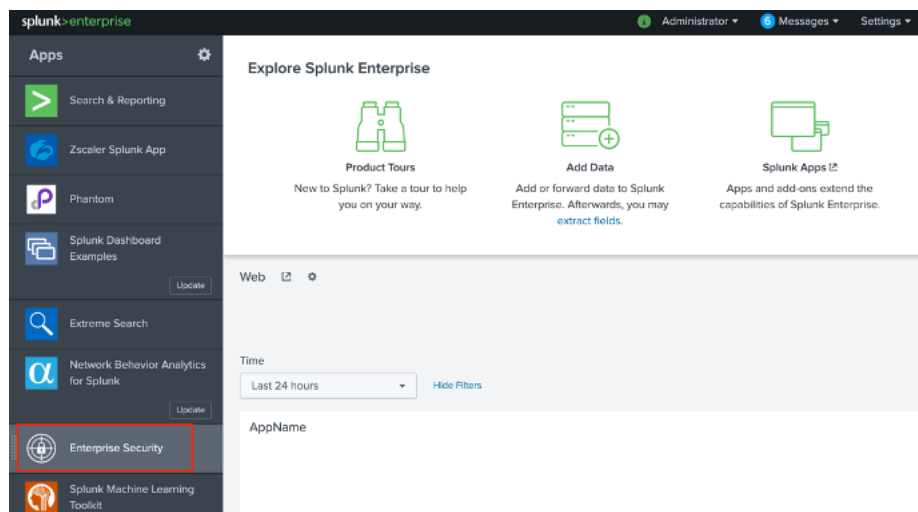 splunk>enterprise
Administrator
6 Messages
Settings
Apps
Search & Reporting
Zscaler Splunk App
Phantom
Splunk Dashboard
Examples
Update
Extreme Search
Network Behavior Analytics
for Splunk
Update
Enterprise Security
Splunk Machine Learning
Toolkit
Explore Splunk Enterprise
Product Tours
New to Splunk? Take a tour to help
you on your way.
Add Data
Add or forward data to Splunk
Enterprise. Afterwards, you may
extract fields.
Splunk Apps
Apps and add-ons extend the
capabilities of Splunk Enterprise.
Web
Time
Last 24 hours
Hide Filters
AppName